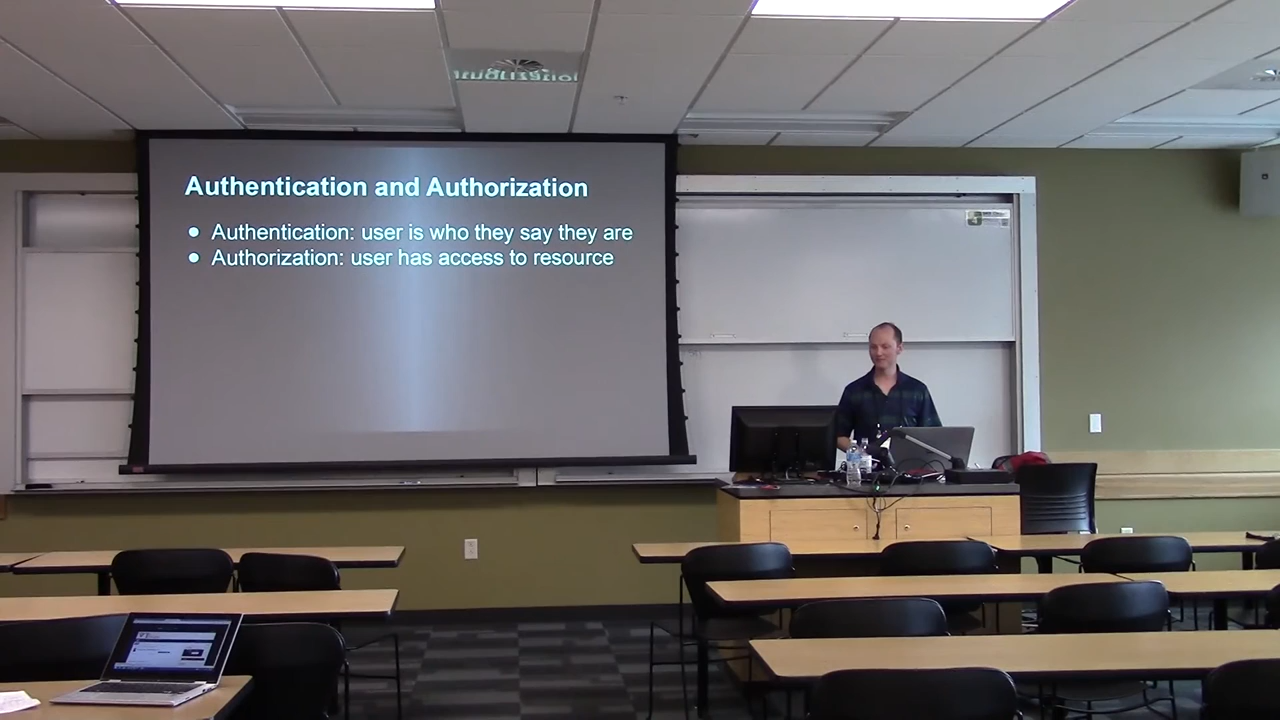 Authentication and Authorization
● Authentication: user is who they say they are
● Authorization: user has access to resource